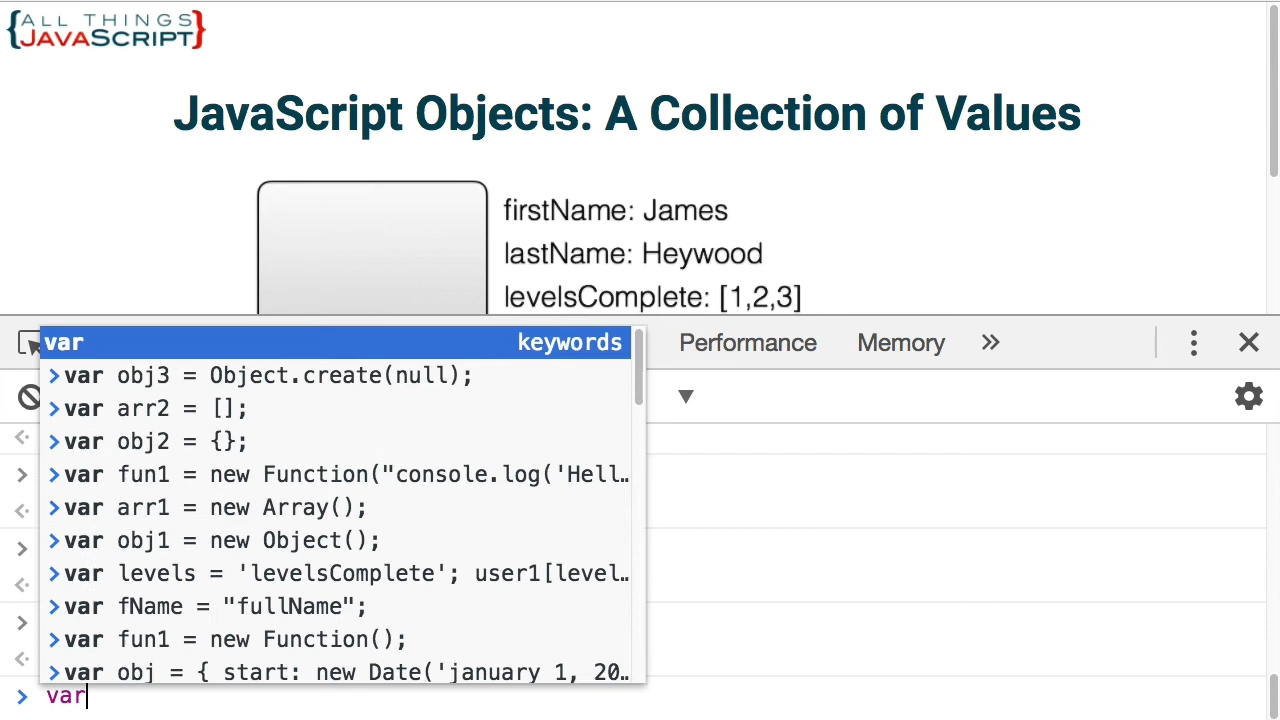 {ALL THINGS
JAVASCRIPT}
JavaScript Objects: A Collection of Values
firstName: James
lastName: Heywood
levelsComplete: [1,2,3]
Performance Memory
var keywords
var obj3 = Object.create(null);
var arr2 = [];
var obj2 = {};
var fun1 = new Function("console.log('Hell…
var arr1 = new Array();
var obj1 = new Object();
var levels = 'levelsComplete'; user1[level…
var fName = "fullName";
var fun1 = new Function();
var obj = { start: new Date('january 1, 20…
> var